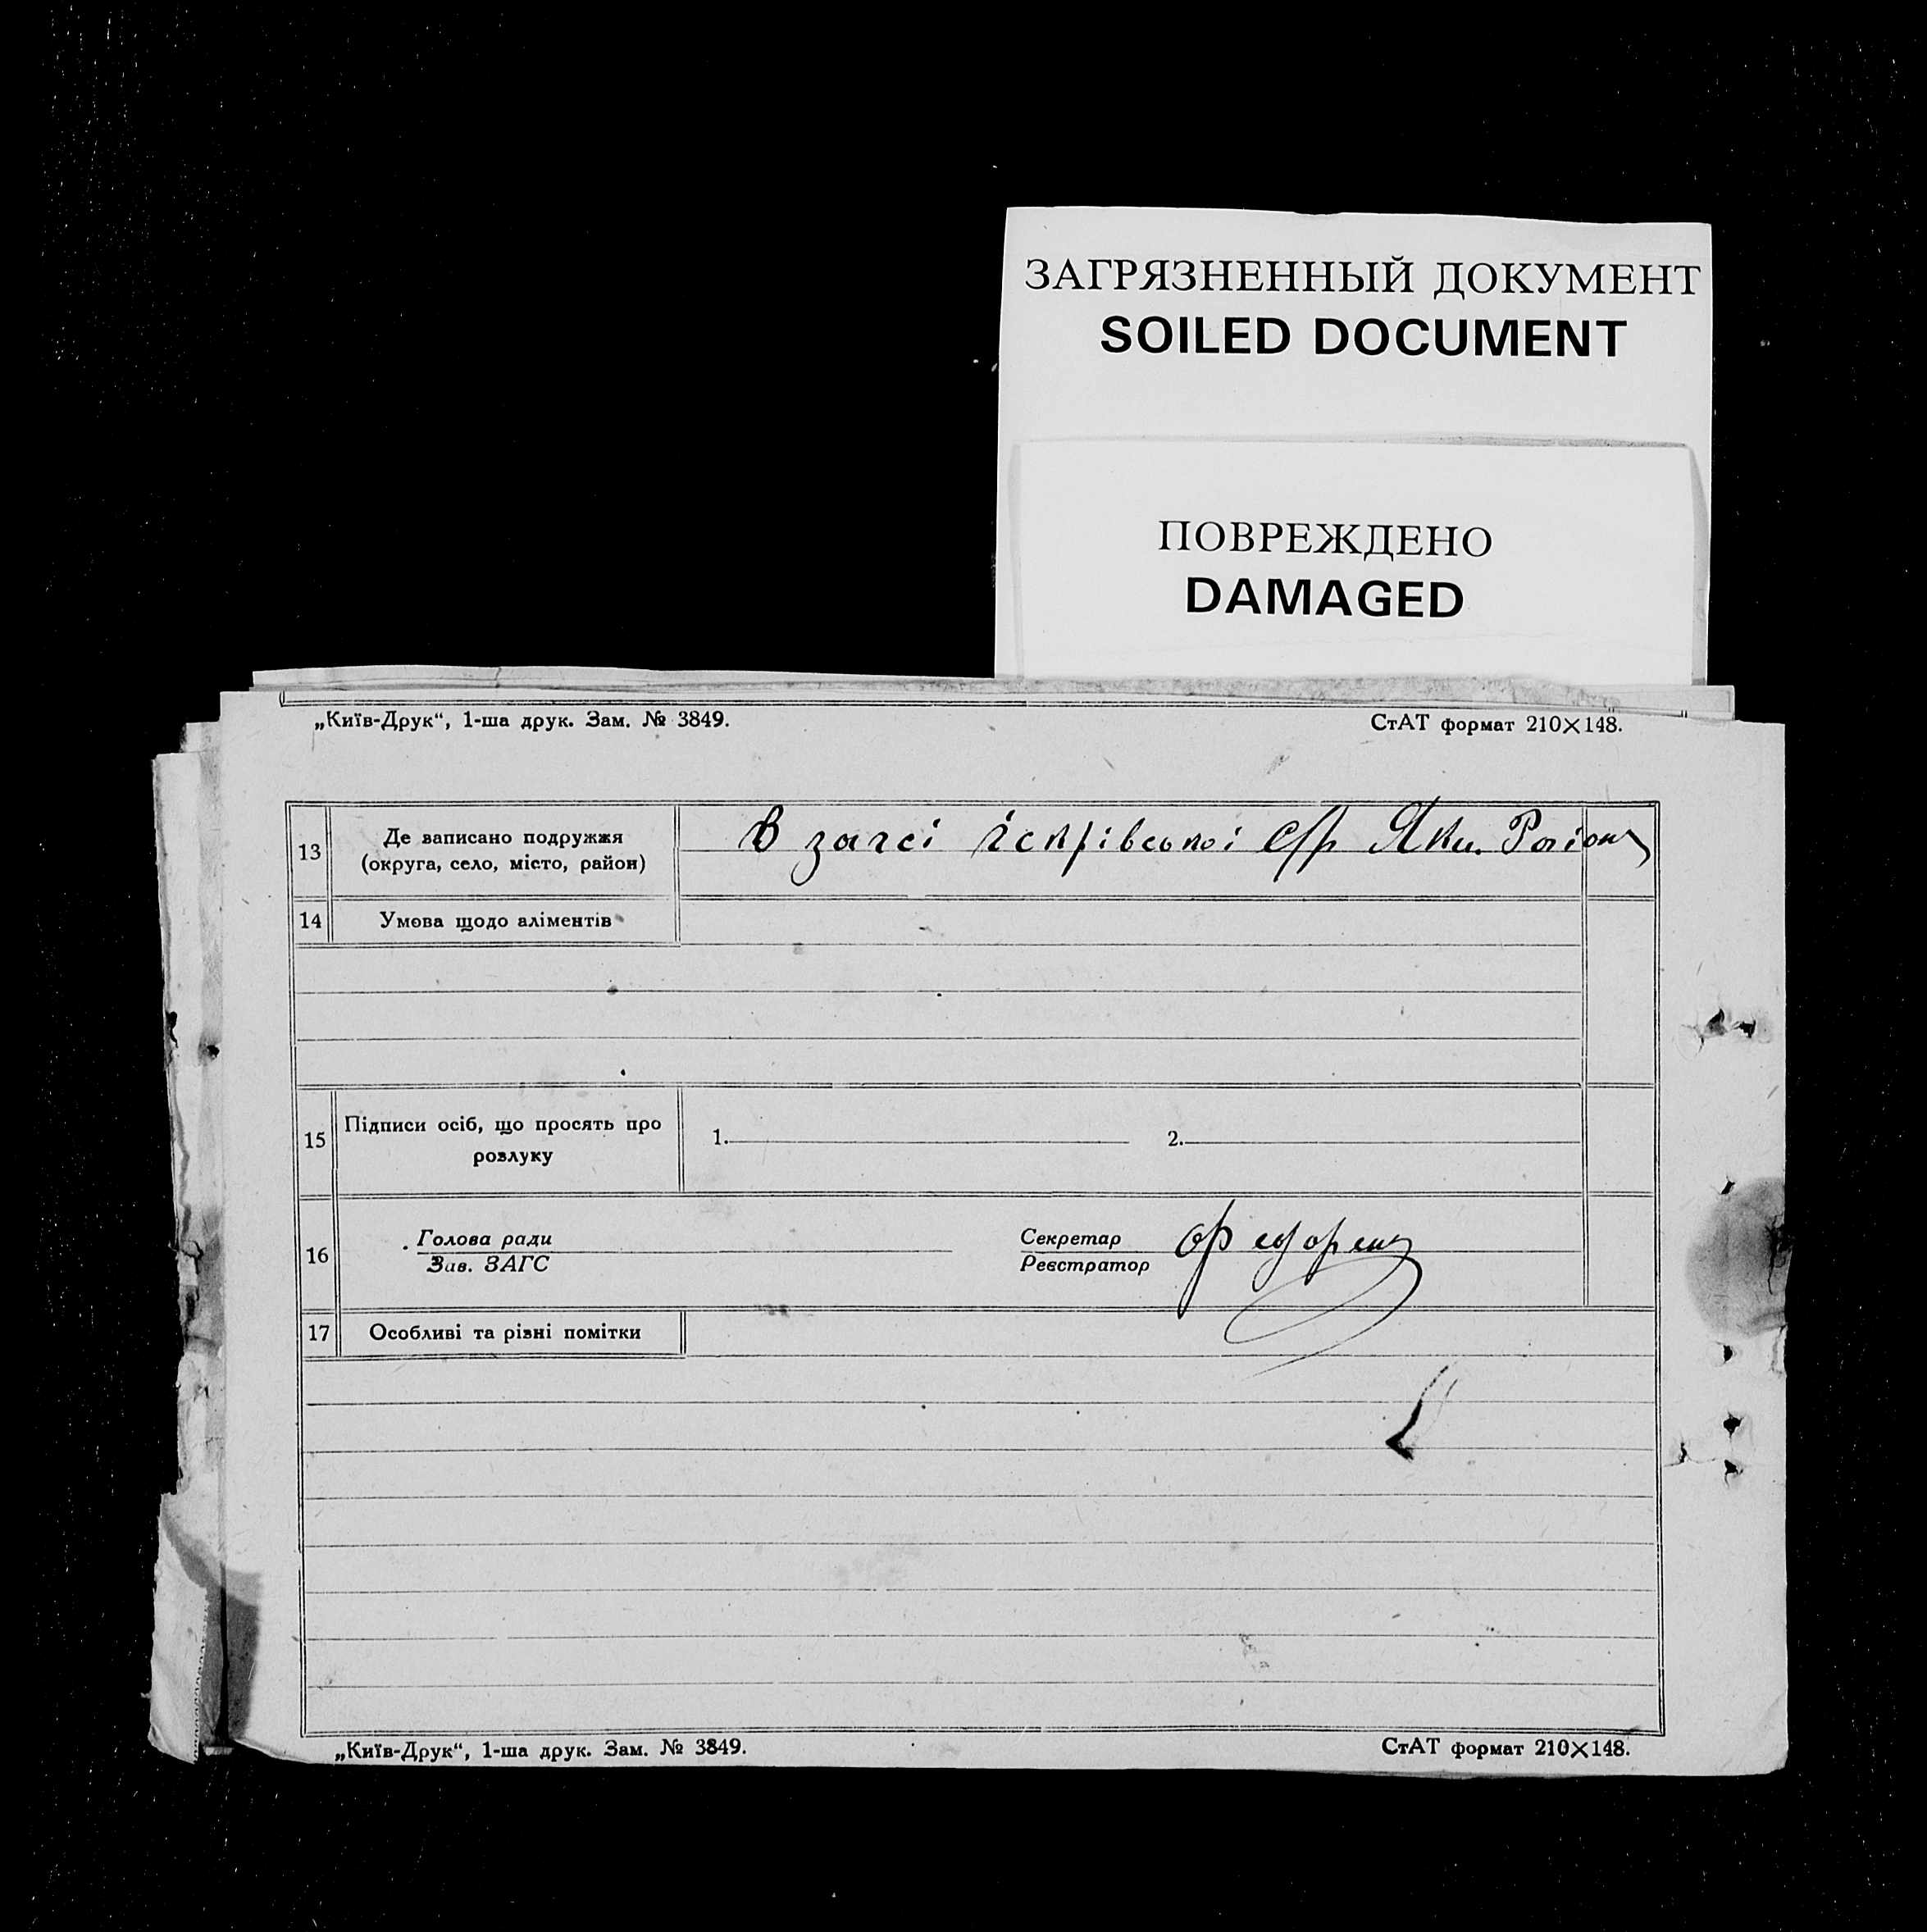 ЗАГРЯЗНЕННЫЙ ДОКУМЕНТ
SOILED DOCUMENT
ПОВРЕЖДЕНО
DAMAGED
„Київ-Друк“, 1-ша друк. Зам. № 3849.
СтАТ формат 210×148.
13
Де записано подружжя
(округа, село, місто, район)
В загсі Іскрівської с/р Району
14
Умова щодо аліментів
15
Підписи осіб, що просять про
розлуку
1.
2.
16
Голова ради
Зав. ЗАГС
Секретар
Реєстратор
17
Особливі та різні помітки
„Київ-Друк“, 1-ша друк. Зам. № 3849.
СтАТ формат 210×148.